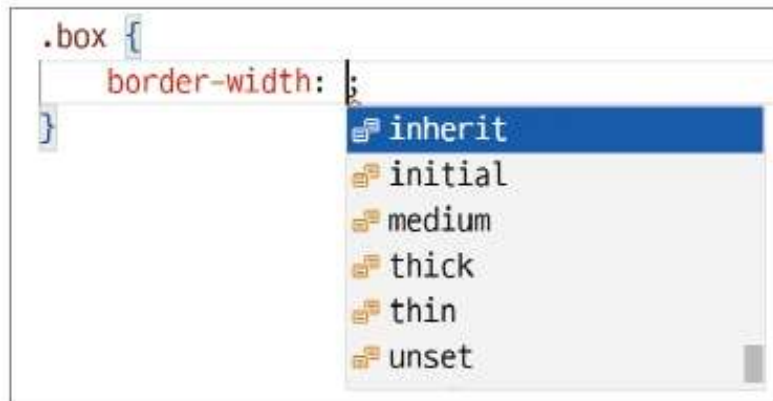 .box {
border-width: ;
}
inherit
initial
medium
thick
thin
unset